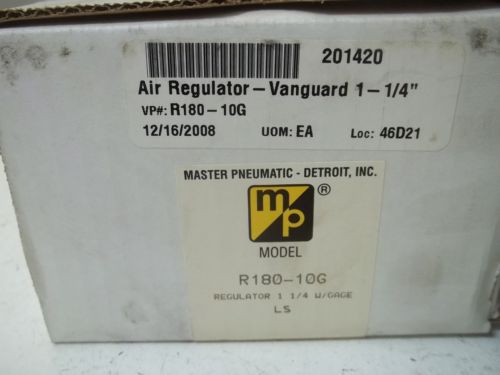 201420
Air Regulator-Vanguard 1-1/4"
VP#: R180-10G
12/16/2008 UOM: EA Loc: 46D21
MASTER PNEUMATIC - DETROIT, INC.
mp ®
MODEL
R180-10G
REGULATOR 1 1/4 W/GAGE
LS